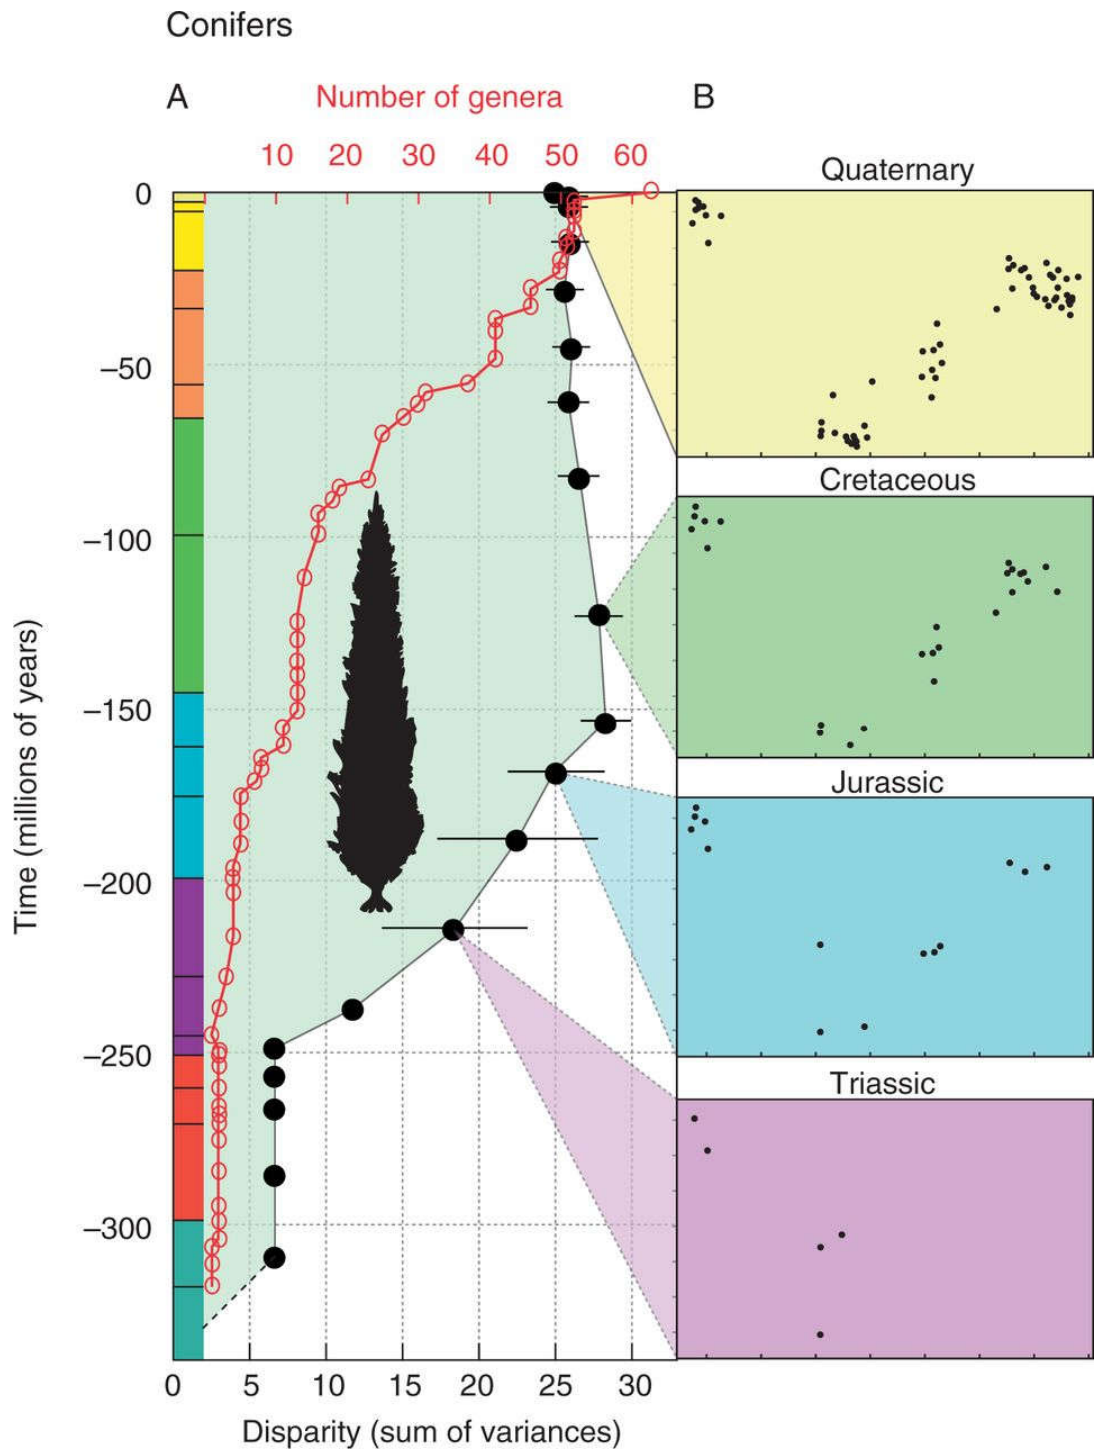 Conifers
A
Number of genera
B
10 20 30 40 50 60
Quaternary
0
−50
Cretaceous
−100
−150
Jurassic
−200
−250
Triassic
−300
Time (millions of years)
0 5 10 15 20 25 30
Disparity (sum of variances)